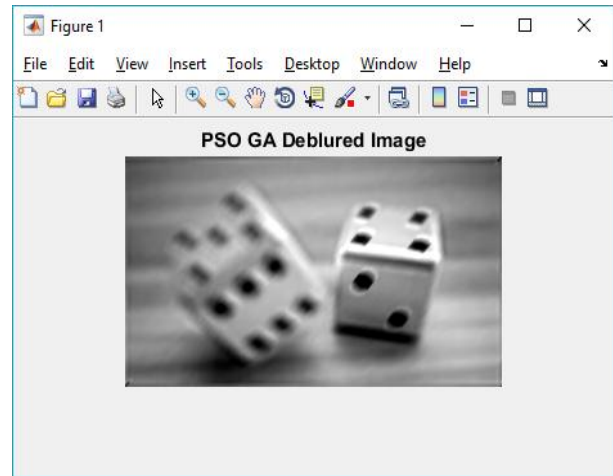 Figure 1
File Edit View Insert Tools Desktop Window Help
PSO GA Deblured Image